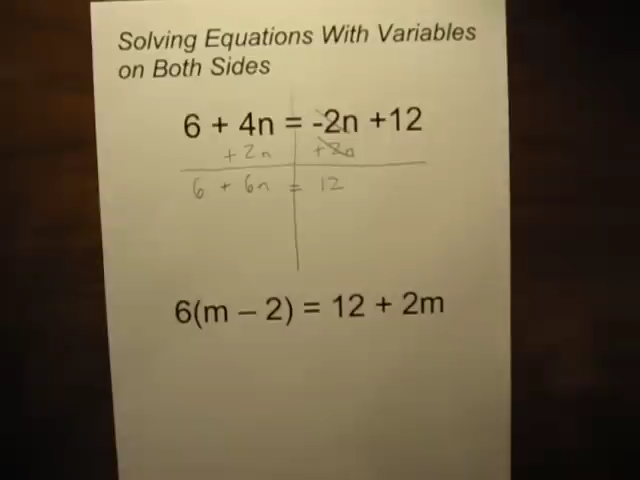 Solving Equations With Variables
on Both Sides
6 + 4n = -2n +12
+ 2n +2n
6 + 6n = 12
6(m – 2) = 12 + 2m